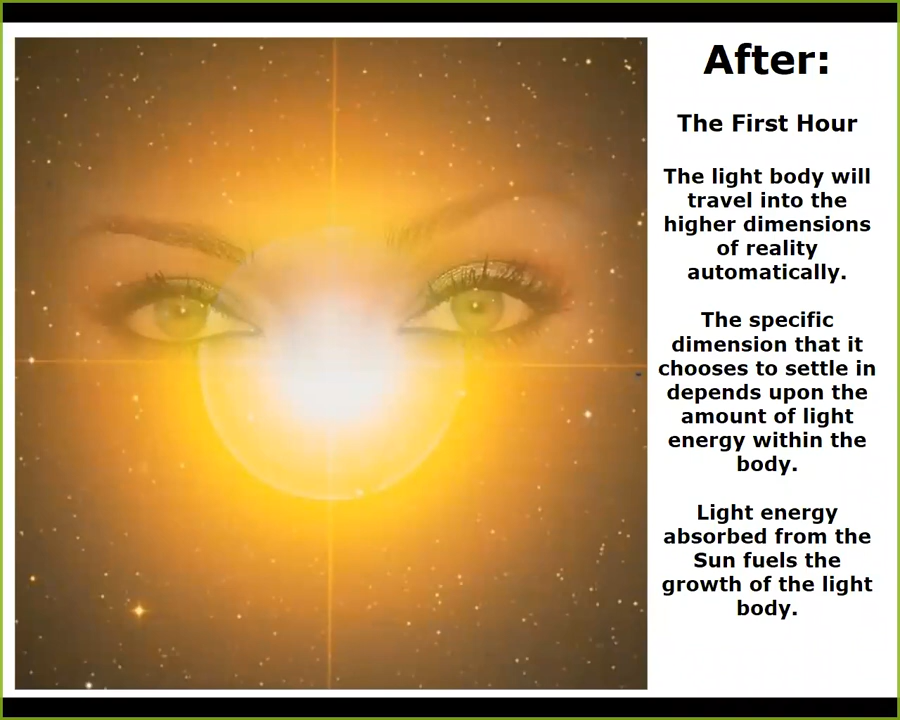 After:
The First Hour
The light body will
travel into the
higher dimensions
of reality
automatically.
The specific
dimension that it
chooses to settle in
depends upon the
amount of light
energy within the
body.
Light energy
absorbed from the
Sun fuels the
growth of the light
body.